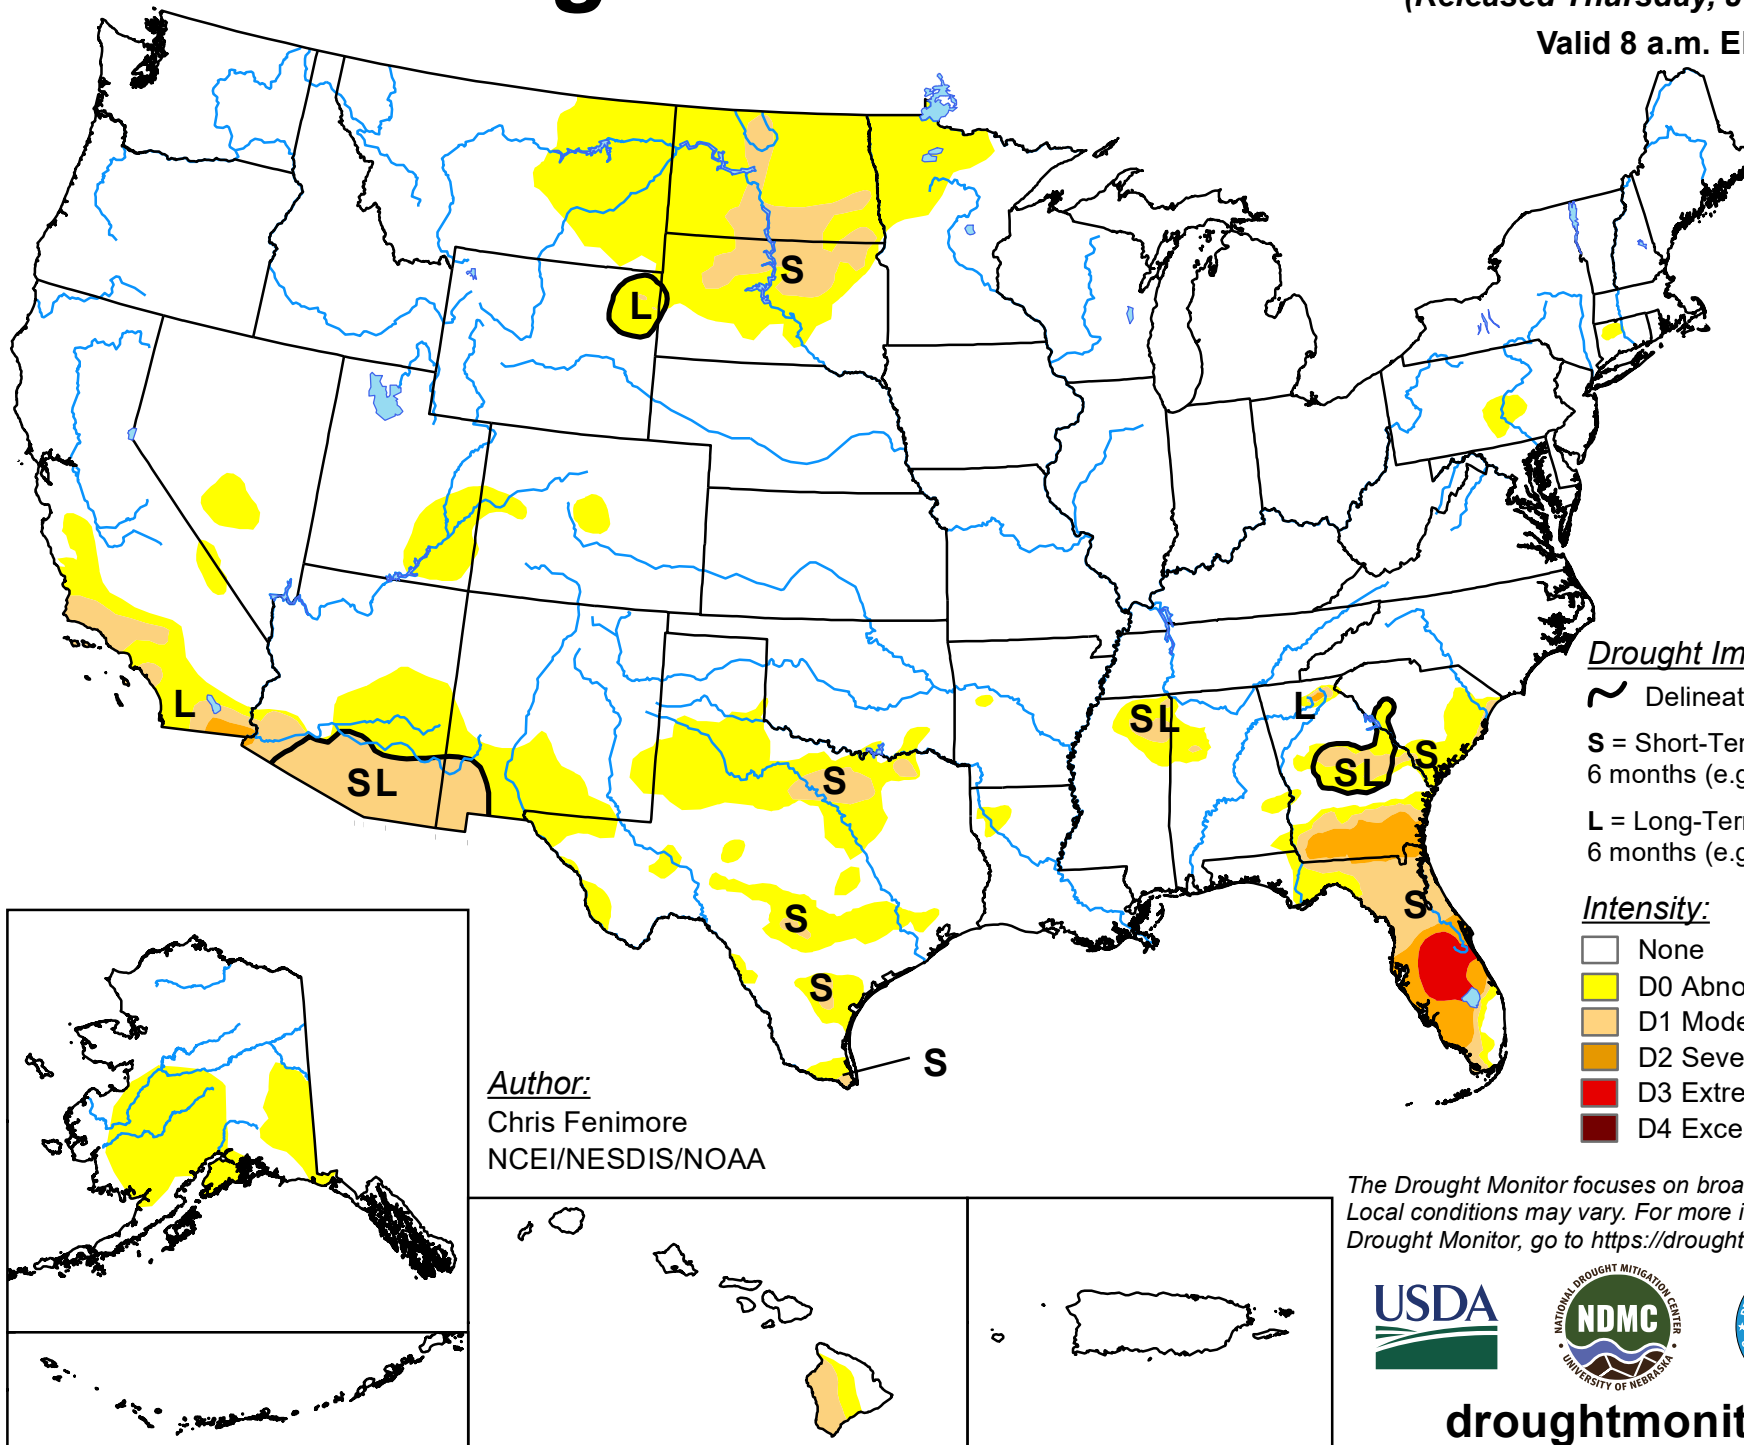 (Released Thursday, J
Valid 8 a.m. E
L
S
L
SL
S
S
S
S
SL
L
SL
S
S
Drought Im
Delineat
S = Short-Ter
6 months (e.g
L = Long-Terr
6 months (e.g
Intensity:
None
D0 Abno
D1 Mode
D2 Seve
D3 Extre
D4 Exce
Author:
Chris Fenimore
NCEI/NESDIS/NOAA
The Drought Monitor focuses on broa
Local conditions may vary. For more i
Drought Monitor, go to https://drought
USDA
NATIONAL DROUGHT MITIGATION CENTER
NDMC
UNIVERSITY OF NEBRASKA
droughtmonit